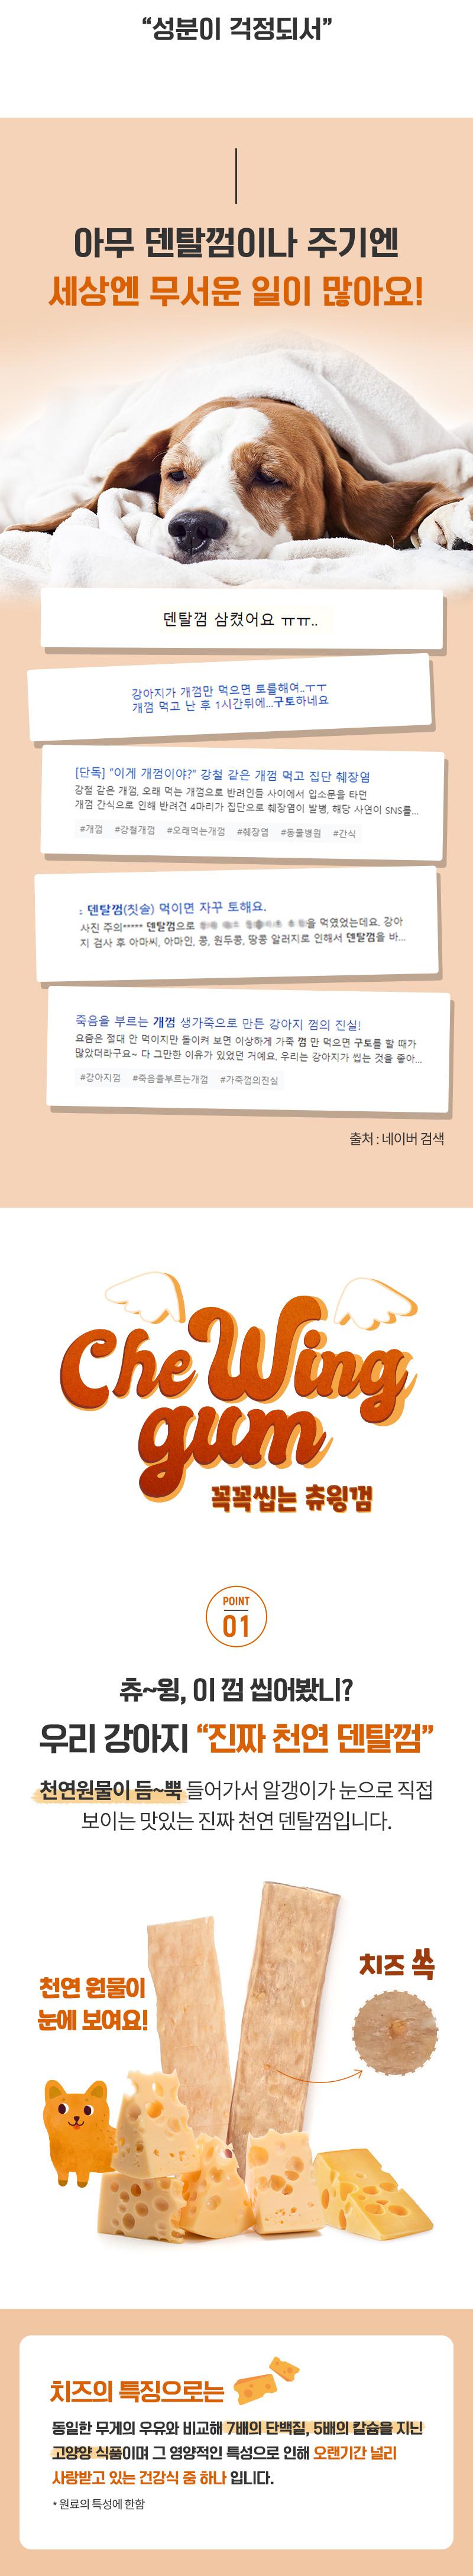 “성분이 걱정되서”
아무 덴탈껌이나 주기엔
세상엔 무서운 일이 많아요!
덴탈껌 삼켰어요 ㅠㅠ..
강아지가 개껌만 먹으면 토를해여..ㅜㅜ
개껌 먹고 난 후 1시간뒤에...구토하네요
[단독] "이게 개껌이야?" 강철 같은 개껌 먹고 집단 췌장염
강철 같은 개껌, 오래 먹는 개껌으로 반려인들 사이에서 입소문을 타던
개껌 간식으로 인해 반려견 4마리가 집단으로 췌장염이 발병, 해당 사연이 SNS를...
#개껌 #강철개껌 #오래먹는개껌 #췌장염 #동물병원 #간식
: 덴탈껌(칫솔) 먹이면 자꾸 토해요.
사진 주의***** 덴탈껌으로 을 먹였었는데요. 강아
지 검사 후 아마씨, 아마인, 콩, 원두콩, 땅콩 알러지로 인해서 덴탈껌을 바...
죽음을 부르는 개껌 생가죽으로 만든 강아지 껌의 진실!
요즘은 절대 안 먹이지만 돌이켜 보면 이상하게 가죽 껌 만 먹으면 구토를 할 때가
많았더라구요~ 다 그만한 이유가 있었던 거예요. 우리는 강아지가 씹는 것을 좋아...
#강아지껌 #죽음을부르는개껌 #가죽껌의진실
출처 : 네이버 검색
CheWing
gum
꼭꼭씹는 츄윙껌
POINT
01
츄~윙, 이 껌 씹어봤니?
우리 강아지 “진짜 천연 덴탈껌”
천연원물이 듬~뿍 들어가서 알갱이가 눈으로 직접
보이는 맛있는 진짜 천연 덴탈껌입니다.
치즈 쏙
천연 원물이
눈에 보여요!
치즈의 특징으로는
동일한 무게의 우유와 비교해 7배의 단백질, 5배의 칼슘을 지닌
고양양 식품이며 그 영양적인 특성으로 인해 오랜기간 널리
사랑받고 있는 건강식 중 하나 입니다.
* 원료의 특성에 한함